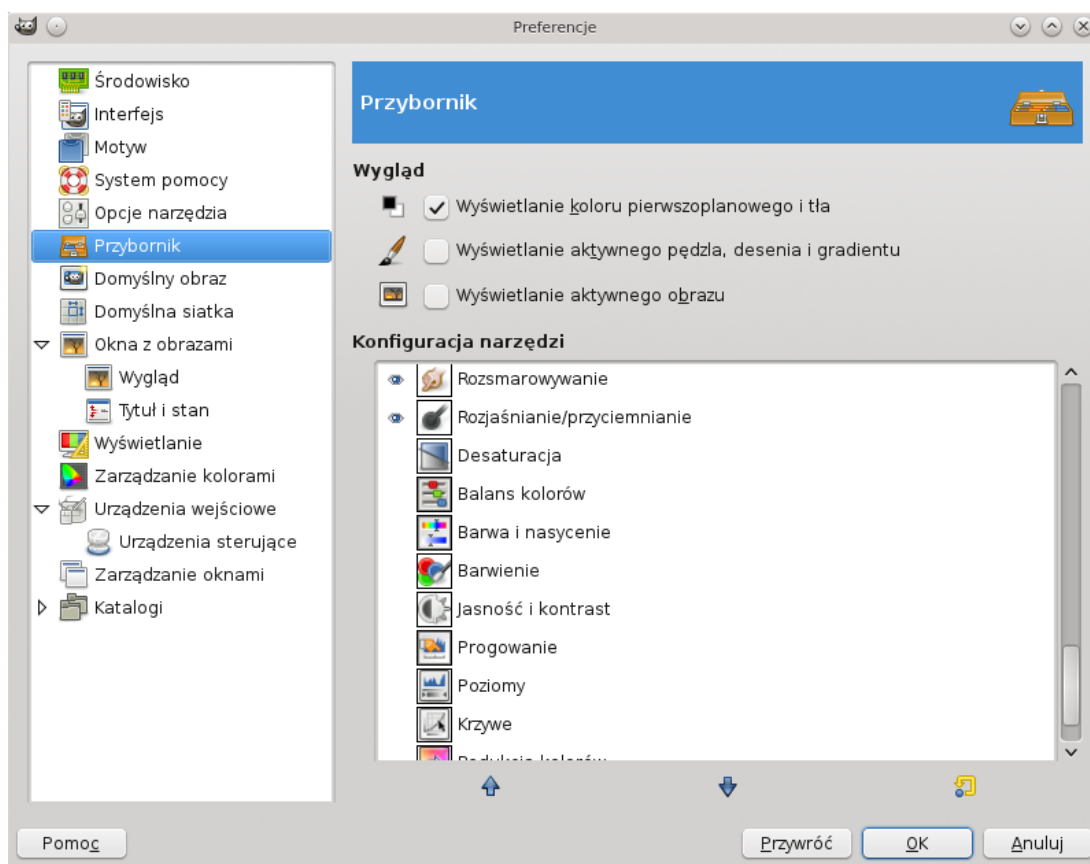 Preferencje
Środowisko
Interfejs
Motyw
System pomocy
Opcje narzędzia
Przybornik
Domyślny obraz
Domyślna siatka
Okna z obrazami
Wygląd
Tytuł i stan
Wyświetlanie
Zarządzanie kolorami
Urządzenia wejściowe
Urządzenia sterujące
Zarządzanie oknami
Katalogi
Przybornik
Wygląd
Wyświetlanie koloru pierwszoplanowego i tła
Wyświetlanie aktywnego pędzla, desenia i gradientu
Wyświetlanie aktywnego obrazu
Konfiguracja narzędzi
Rozsmarowywanie
Rozjaśnianie/przyciemnianie
Desaturacja
Balans kolorów
Barwa i nasycenie
Barwienie
Jasność i kontrast
Progowanie
Poziomy
Krzywe
Redukcja kolorów
Pomoc
Przywróć
OK
Anuluj